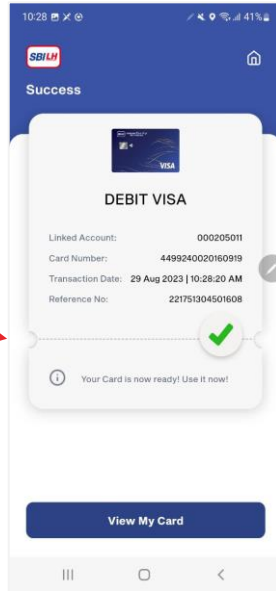 10:28 41%
SBILH
Success
VISA
DEBIT VISA
Linked Account: 000205011
Card Number: 4499240020160919
Transaction Date: 29 Aug 2023 | 10:28:20 AM
Reference No: 221751304501608
Your Card is now ready! Use it now!
View My Card